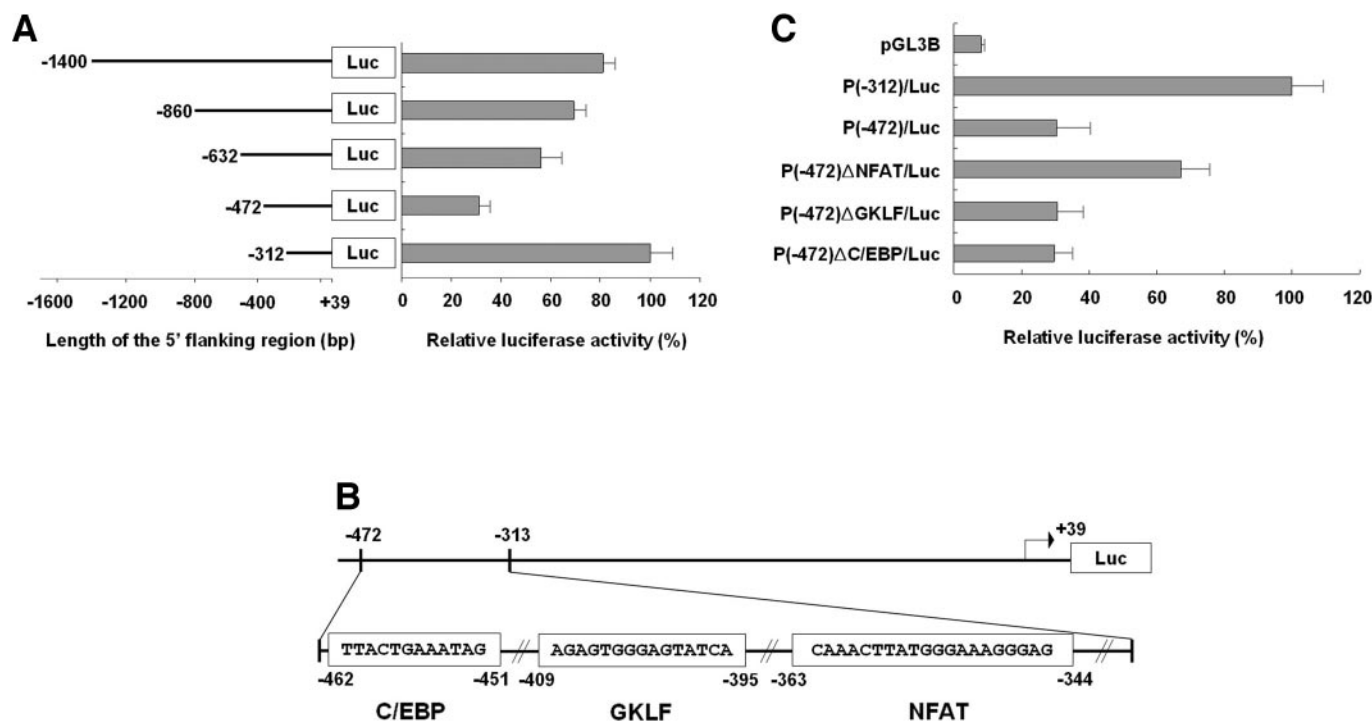 A
-1400 Luc
-860 Luc
-632 Luc
-472 Luc
-312 Luc
-1600 -1200 -800 -400 +39
0 20 40 60 80 100 120
Length of the 5' flanking region (bp)
Relative luciferase activity (%)
C
pGL3B
P(-312)/Luc
P(-472)/Luc
P(-472)ΔNFAT/Luc
P(-472)ΔGKLF/Luc
P(-472)ΔC/EBP/Luc
0 20 40 60 80 100 120
Relative luciferase activity (%)
B
-472 -313 +39
Luc
TTACTGAAATAG // AGAGTGGGAGTATCA // CAAACTTATGGGAAAGGGAG //
-462 -451 -409 -395 -363 -344
C/EBP GKLF NFAT